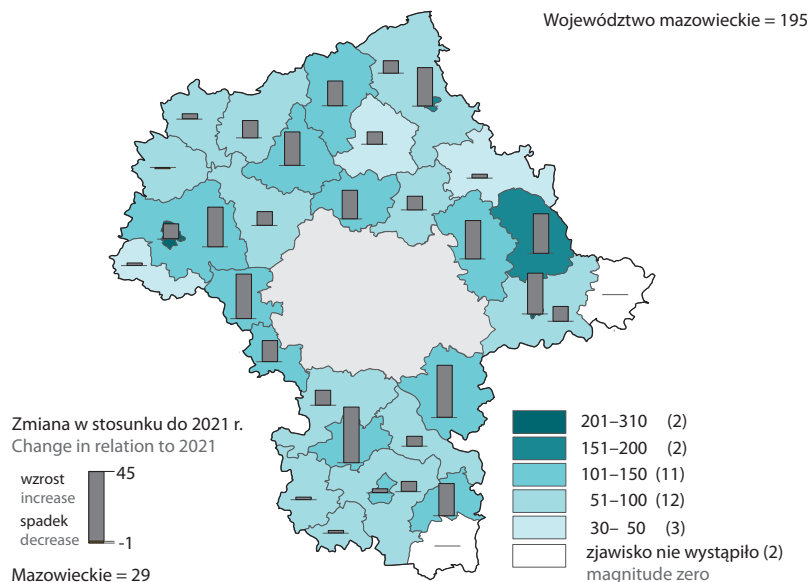 Województwo mazowieckie = 195
Zmiana w stosunku do 2021 r.
Change in relation to 2021
wzrost
increase
45
spadek
decrease
-1
Mazowieckie = 29
201–310 (2)
151–200 (2)
101–150 (11)
51–100 (12)
30– 50 (3)
zjawisko nie wystąpiło (2)
magnitude zero